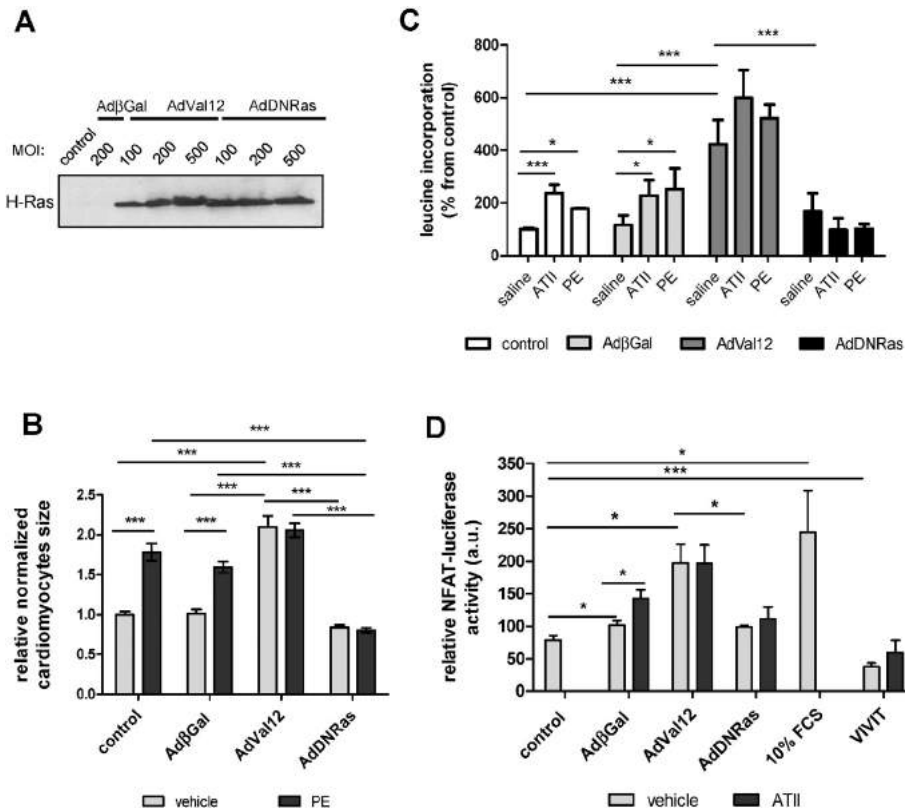 A
AdβGal AdVal12 AdDNRas
MOI: control 200 100 200 500 100 200 500
H-Ras
C
leucine incorporation
(% from control)
800
600
400
200
0
***
***
***
*
***
*
*
saline ATII PE saline ATII PE saline ATII PE saline ATII PE
control AdβGal AdVal12 AdDNRas
B
relative normalized
cardiomyocytes size
2.5
2.0
1.5
1.0
0.5
0.0
***
***
***
***
***
***
***
***
control AdβGal AdVal12 AdDNRas
vehicle PE
D
relative NFAT-luciferase
activity (a.u.)
350
300
250
200
150
100
50
0
*
***
*
*
*
*
control AdβGal AdVal12 AdDNRas 10% FCS VIVIT
vehicle ATII